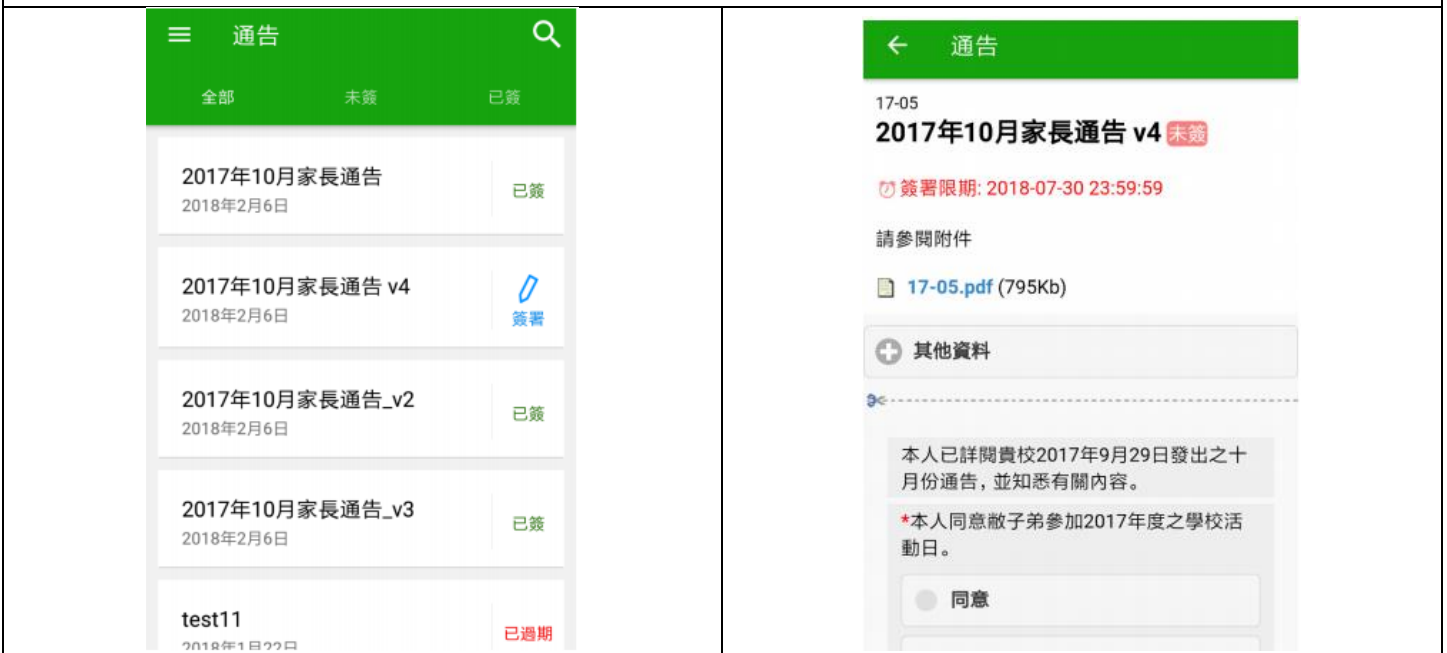 通告
全部 未簽 已簽
2017年10月家長通告
2018年2月6日
已簽
2017年10月家長通告 v4
2018年2月6日
簽署
2017年10月家長通告_v2
2018年2月6日
已簽
2017年10月家長通告_v3
2018年2月6日
已簽
test11
2018年1月22日
已過期
通告
17-05
2017年10月家長通告 v4 未簽
簽署限期: 2018-07-30 23:59:59
請參閱附件
17-05.pdf (795Kb)
其他資料
本人已詳閱貴校2017年9月29日發出之十
月份通告, 並知悉有關內容。
*本人同意敝子弟參加2017年度之學校活
動日。
同意